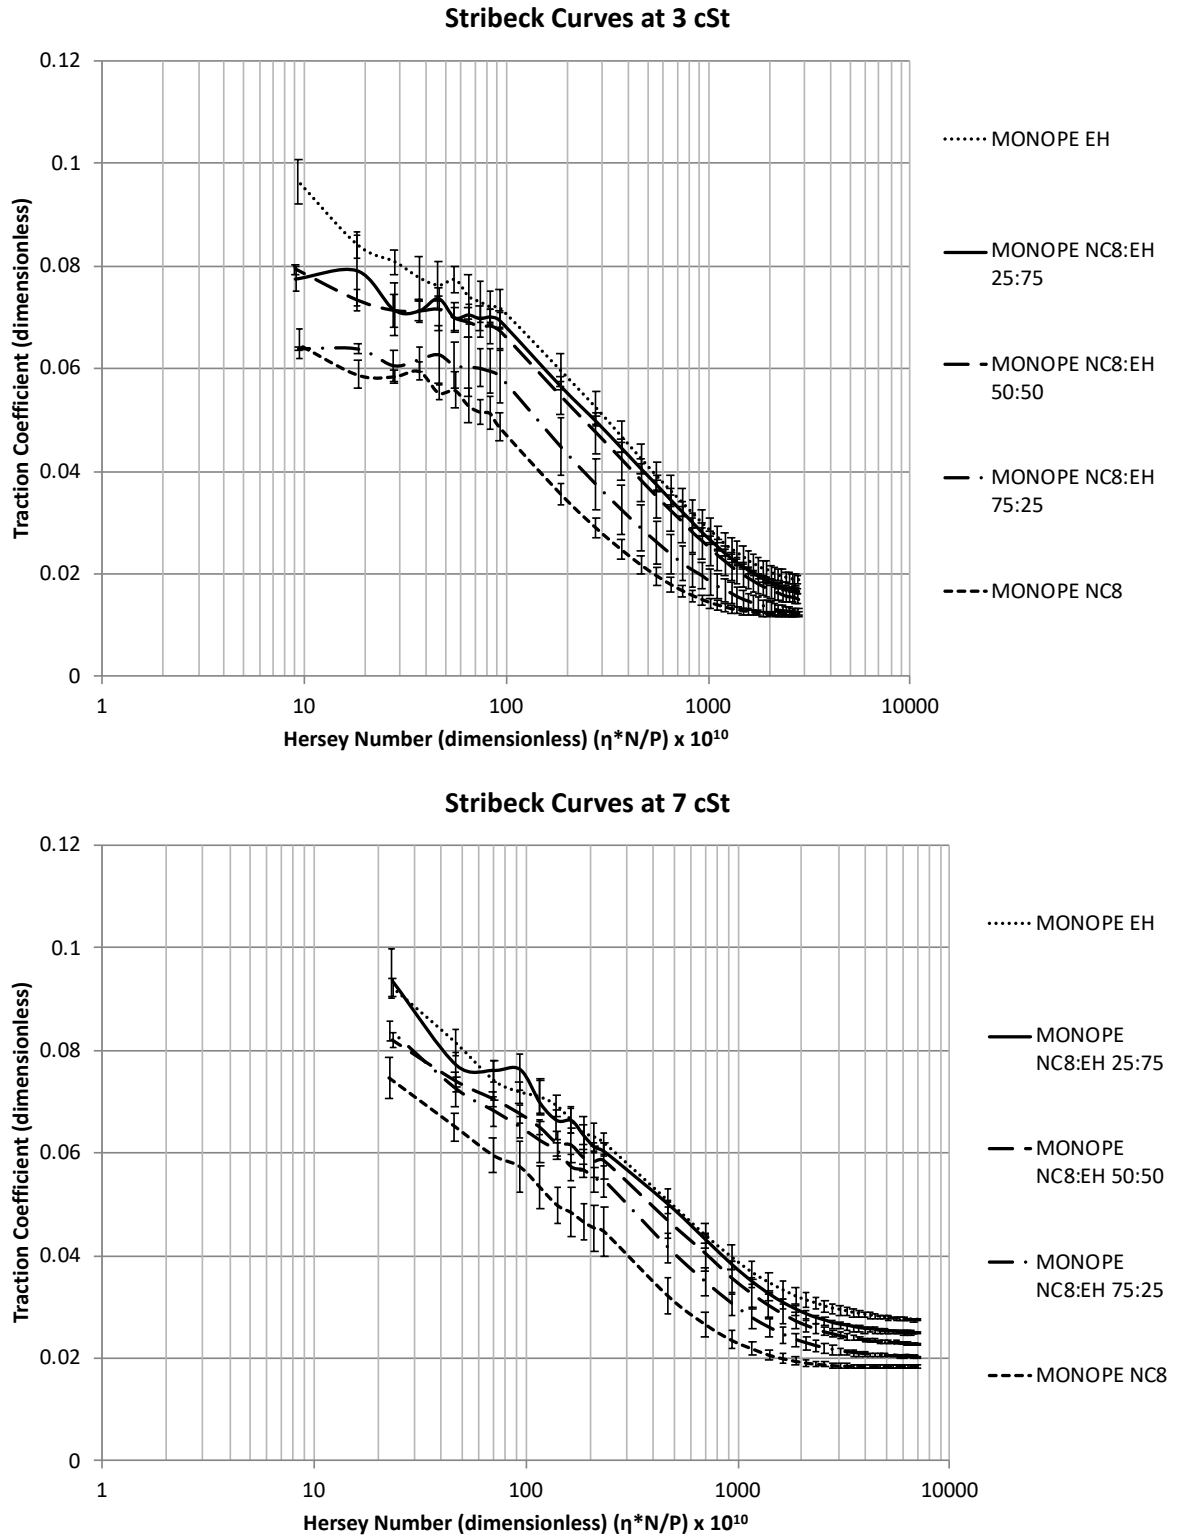 Stribeck Curves at 3 cSt
0.12
0.1
0.08
0.06
0.04
0.02
0
1
10
100
1000
10000
Traction Coefficient (dimensionless)
Hersey Number (dimensionless) (η*N/P) x 10¹⁰
MONOPE EH
MONOPE NC8:EH
25:75
MONOPE NC8:EH
50:50
MONOPE NC8:EH
75:25
MONOPE NC8
Stribeck Curves at 7 cSt
0.12
0.1
0.08
0.06
0.04
0.02
0
1
10
100
1000
10000
Traction Coefficient (dimensionless)
Hersey Number (dimensionless) (η*N/P) x 10¹⁰
MONOPE EH
MONOPE
NC8:EH 25:75
MONOPE
NC8:EH 50:50
MONOPE
NC8:EH 75:25
MONOPE NC8